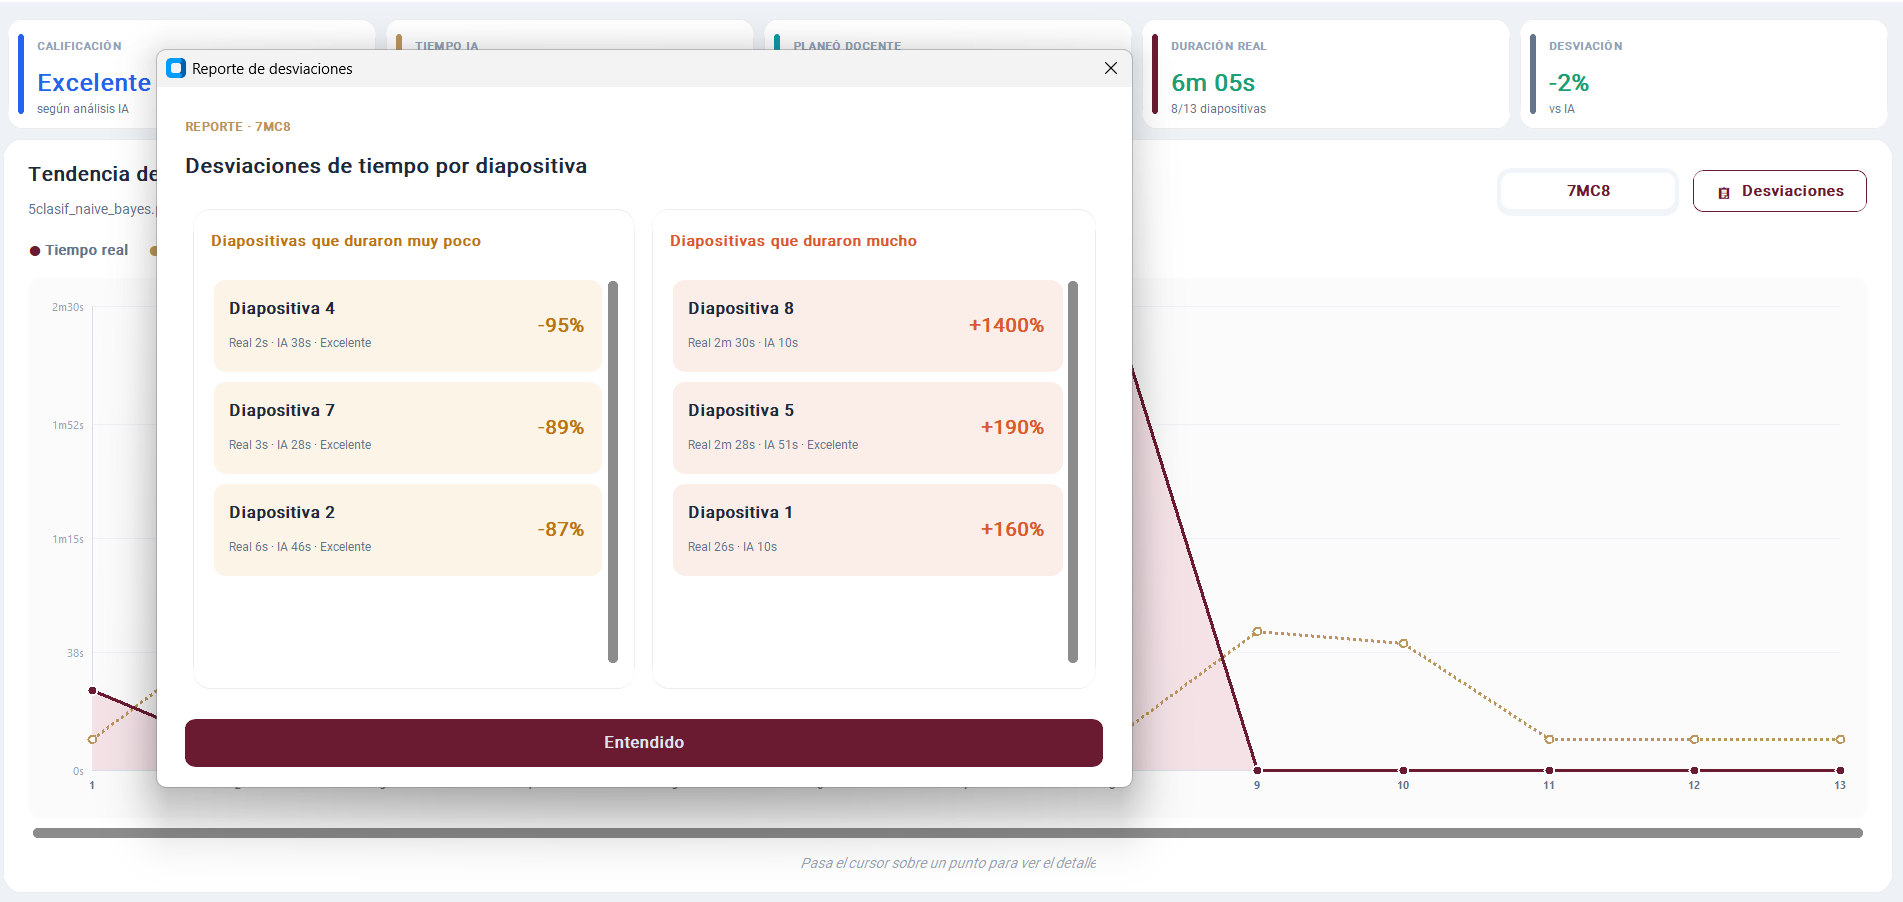 CALIFICACIÓN
Excelente
según análisis IA
TIEMPO IA
PLANEÓ DOCENTE
DURACIÓN REAL
6m 05s
8/13 diapositivas
DESVIACIÓN
-2%
vs IA
Reporte de desviaciones
REPORTE · 7MC8
Desviaciones de tiempo por diapositiva
Diapositivas que duraron muy poco
Diapositiva 4
Real 2s · IA 38s · Excelente
-95%
Diapositiva 7
Real 3s · IA 28s · Excelente
-89%
Diapositiva 2
Real 6s · IA 46s · Excelente
-87%
Diapositivas que duraron mucho
Diapositiva 8
Real 2m 30s · IA 10s
+1400%
Diapositiva 5
Real 2m 28s · IA 51s · Excelente
+190%
Diapositiva 1
Real 26s · IA 10s
+160%
Entendido
Tendencia de
5clasif_naive_bayes.
7MC8
Desviaciones
Tiempo real
2m30s
1m52s
1m15s
38s
0s
1
9
10
11
12
13
Pasa el cursor sobre un punto para ver el detalle